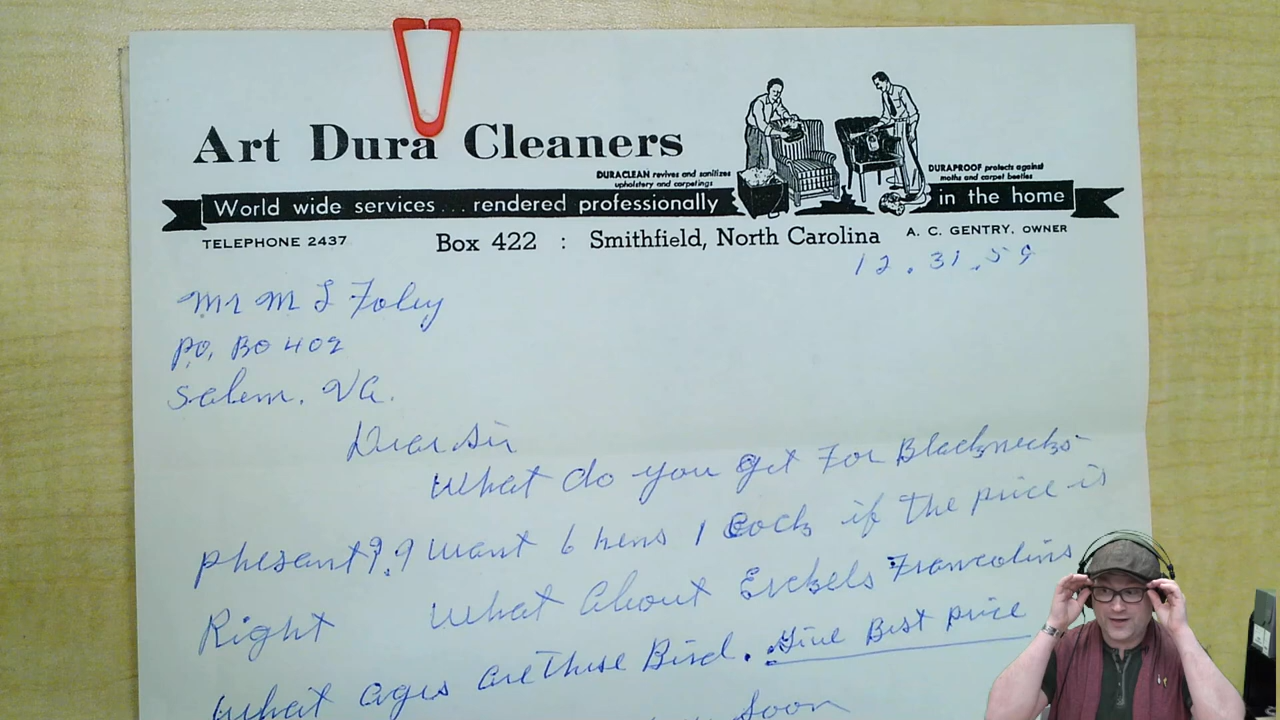 Art Dura Cleaners
DURACLEAN revives and sanitizes
upholstery and carpetings
DURAPROOF protects against
moths and carpet beetles
World wide services... rendered professionally in the home
TELEPHONE 2437 Box 422 : Smithfield, North Carolina A. C. GENTRY, OWNER
12.31.59
Mr M L Foley
P.O. BO 402
Salem, Va.
Dear Sir
What do you get For Blacknecks
phesant? I want 6 hens 1 Cock if the price is
Right What About Erckels Francolins
What ages are these Bird. Give Best price
Soon